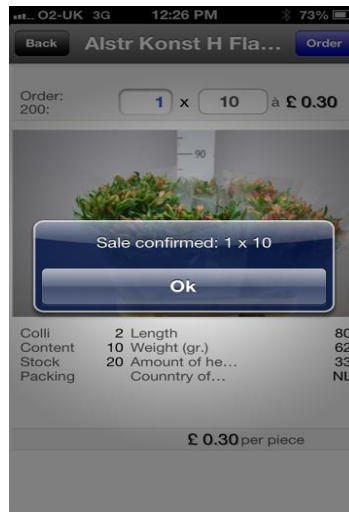 O2-UK 3G 12:26 PM 73%
Back Alstr Konst H Fla... Order
Order:
200:
1 x 10 à £ 0.30
90
Sale confirmed: 1 x 10
Ok
Colli 2 Length 80
Content 10 Weight (gr.) 62
Stock 20 Amount of he... 33
Packing Counntry of... NL
£ 0.30 per piece